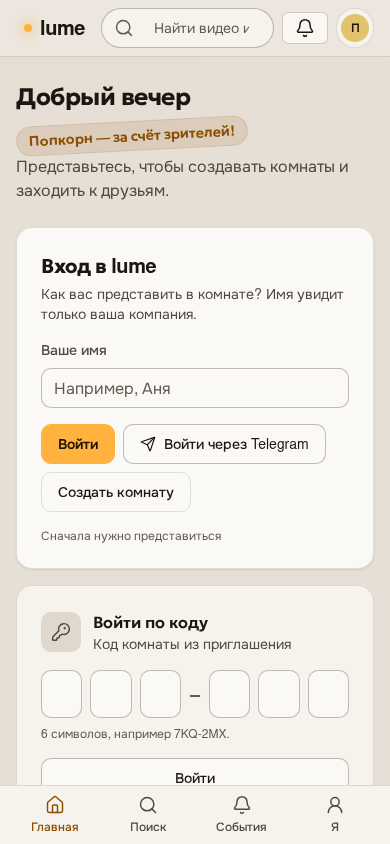 lume
Найти видео и
П
Добрый вечер
Попкорн — за счёт зрителей!
Представьтесь, чтобы создавать комнаты и
заходить к друзьям.
Вход в lume
Как вас представить в комнате? Имя увидит
только ваша компания.
Ваше имя
Например, Аня
Войти
Войти через Telegram
Создать комнату
Сначала нужно представиться
Войти по коду
Код комнаты из приглашения
–
6 символов, например 7KQ-2MX.
Войти
Главная
Поиск
События
Я